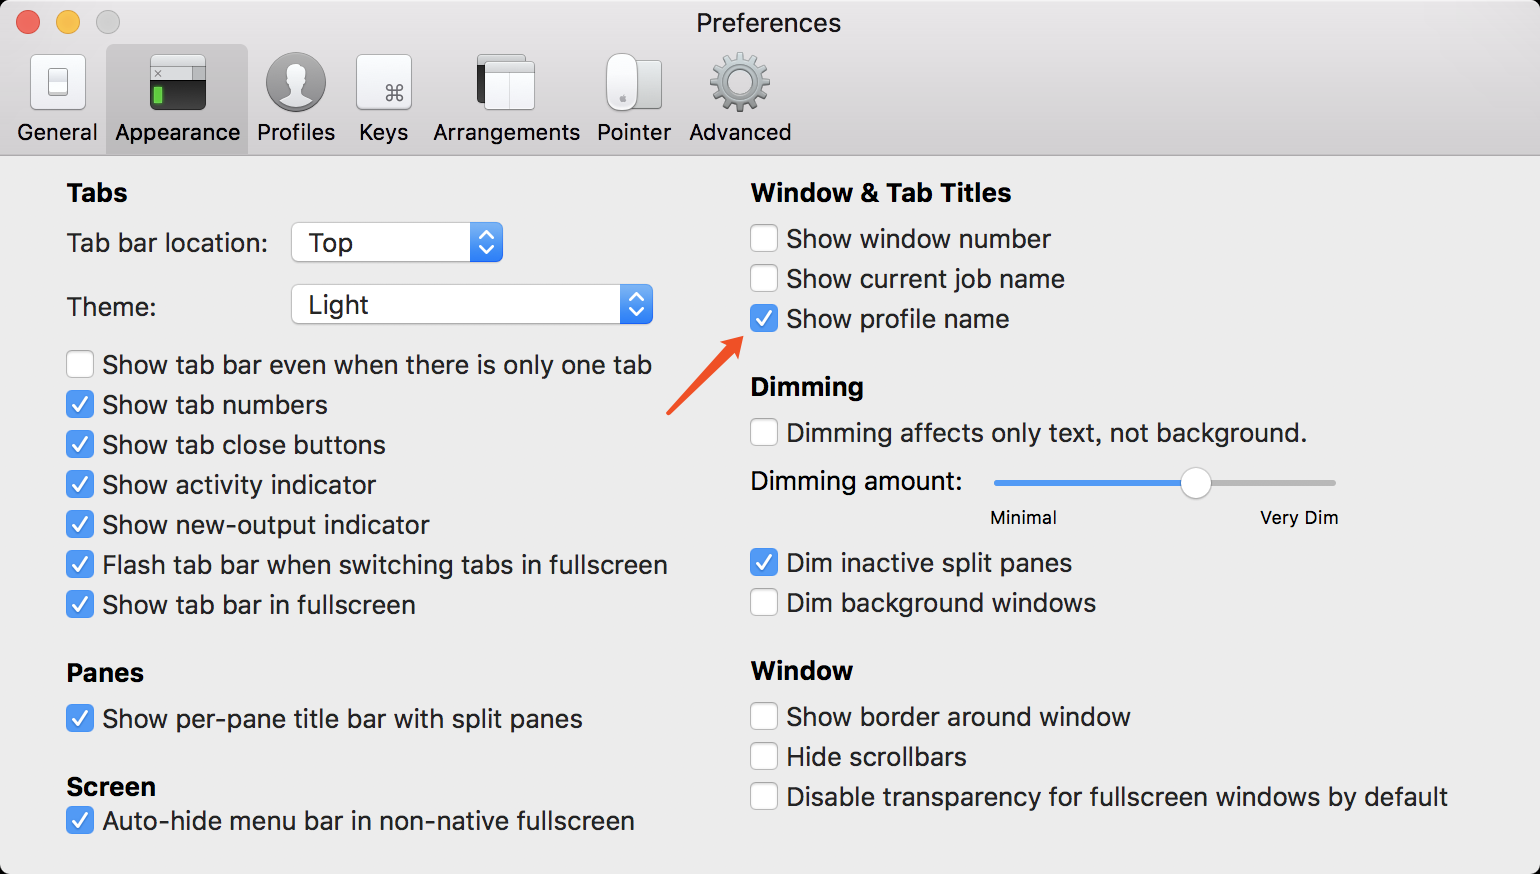 Preferences
General Appearance Profiles Keys Arrangements Pointer Advanced
Tabs
Tab bar location: Top
Theme: Light
Show tab bar even when there is only one tab
Show tab numbers
Show tab close buttons
Show activity indicator
Show new-output indicator
Flash tab bar when switching tabs in fullscreen
Show tab bar in fullscreen
Panes
Show per-pane title bar with split panes
Screen
Auto-hide menu bar in non-native fullscreen
Window & Tab Titles
Show window number
Show current job name
Show profile name
Dimming
Dimming affects only text, not background.
Dimming amount:
Minimal Very Dim
Dim inactive split panes
Dim background windows
Window
Show border around window
Hide scrollbars
Disable transparency for fullscreen windows by default